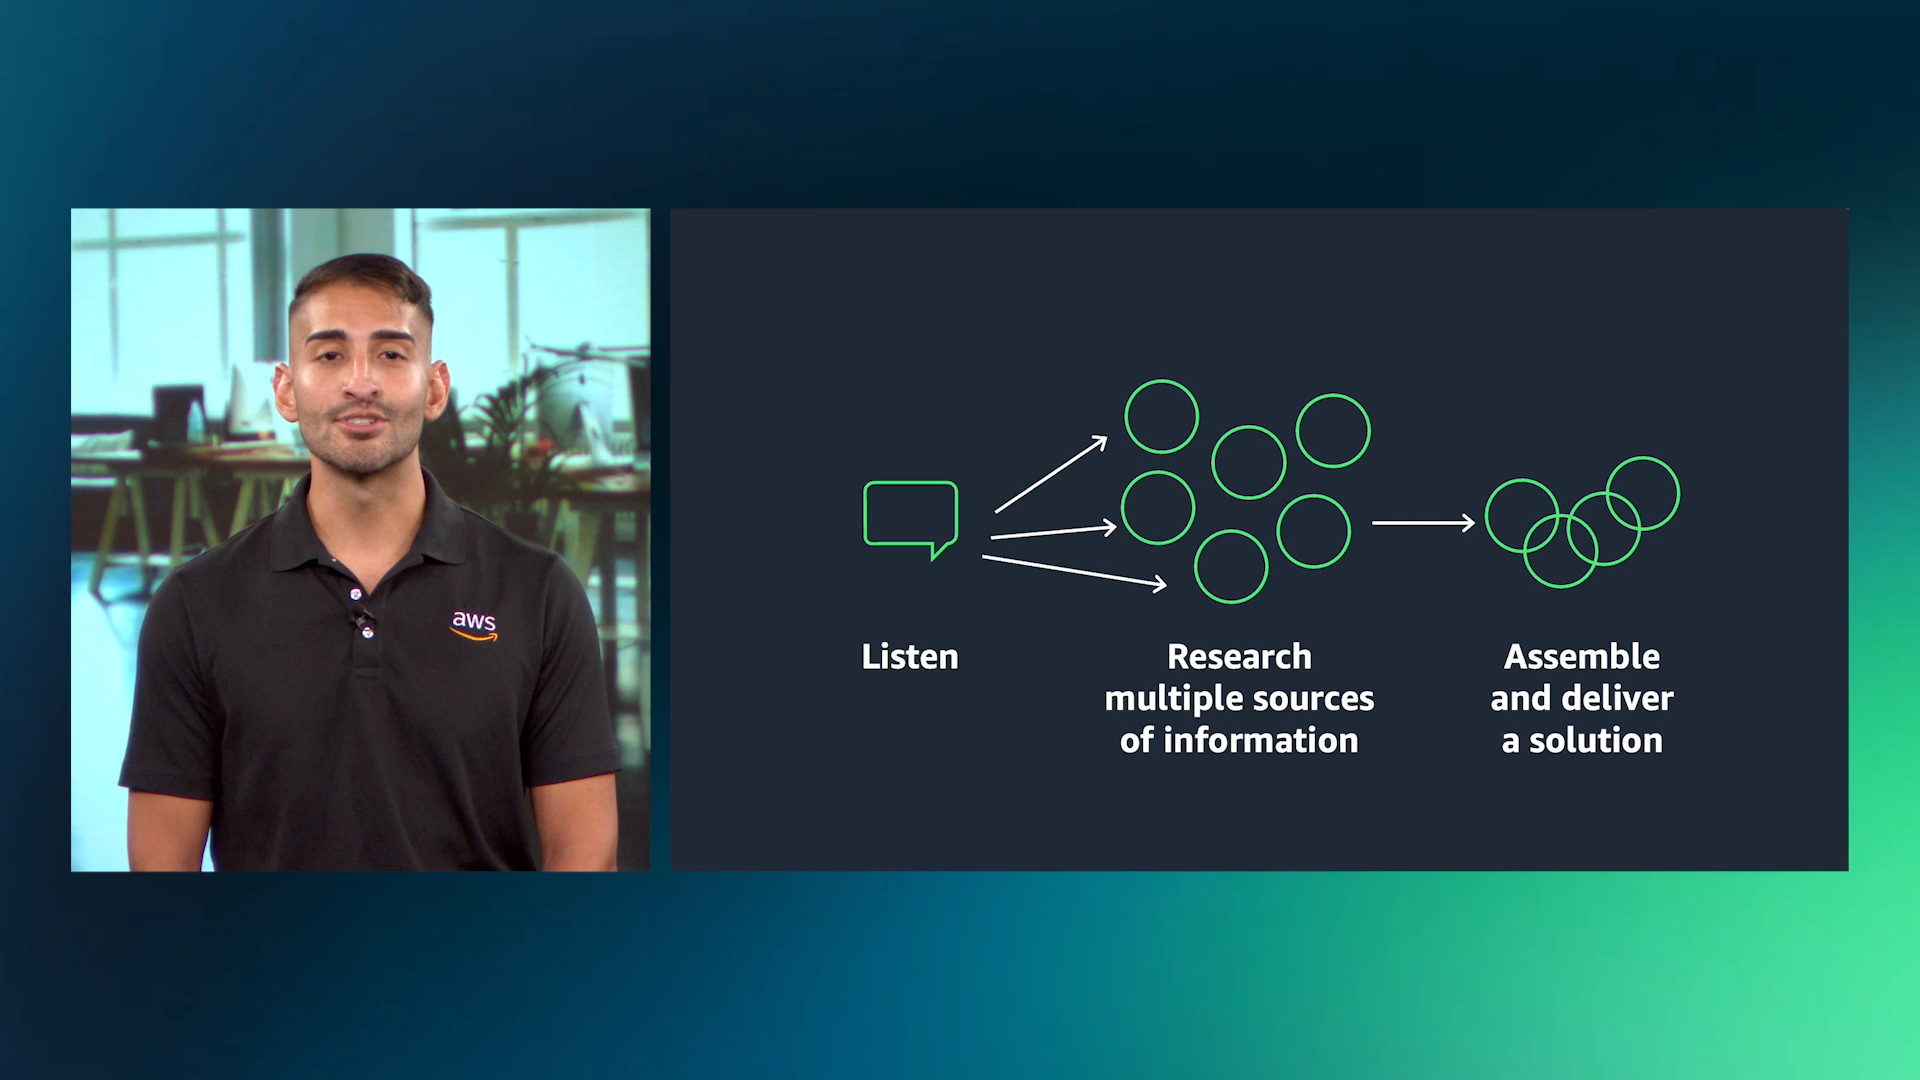 aws
Listen
Research
multiple sources
of information
Assemble
and deliver
a solution